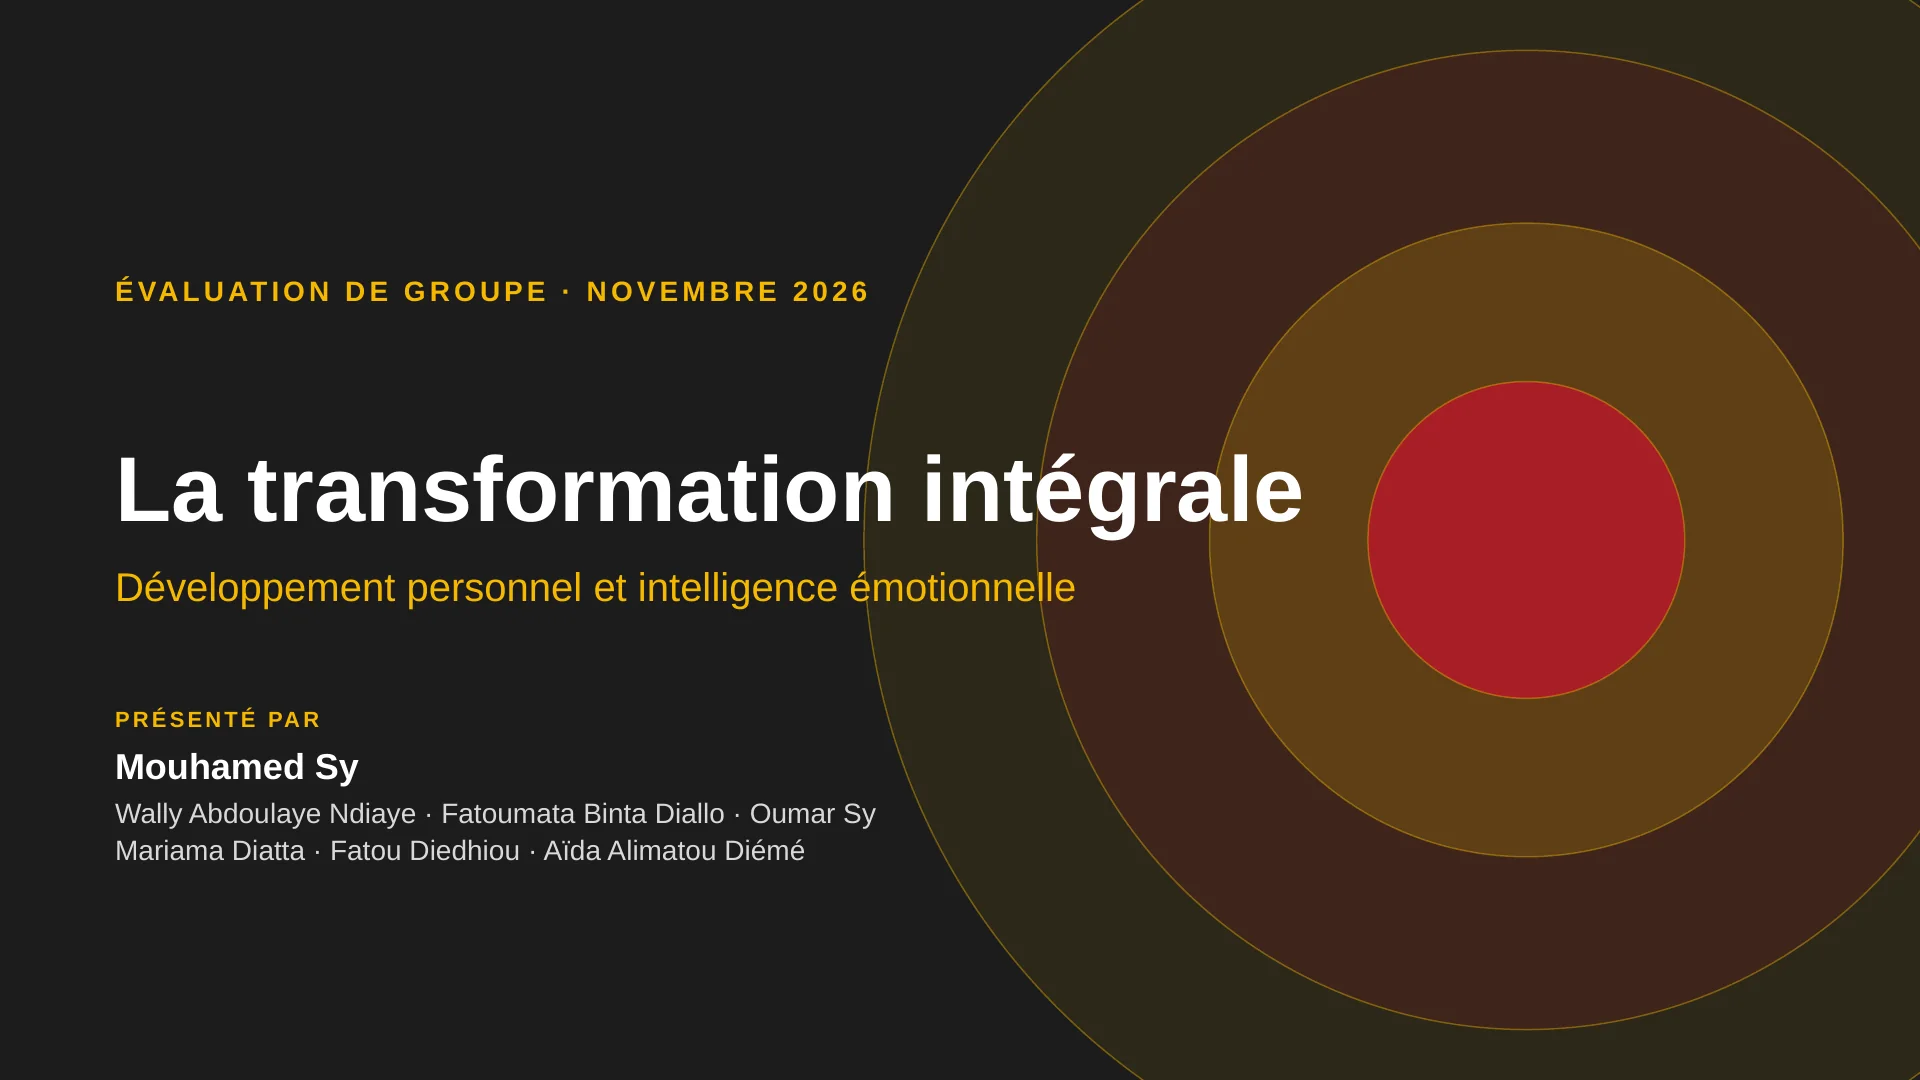 ÉVALUATION DE GROUPE · NOVEMBRE 2026
La transformation intégrale
Développement personnel et intelligence émotionnelle
PRÉSENTÉ PAR
Mouhamed Sy
Wally Abdoulaye Ndiaye · Fatoumata Binta Diallo · Oumar Sy
Mariama Diatta · Fatou Diedhiou · Aïda Alimatou Diémé